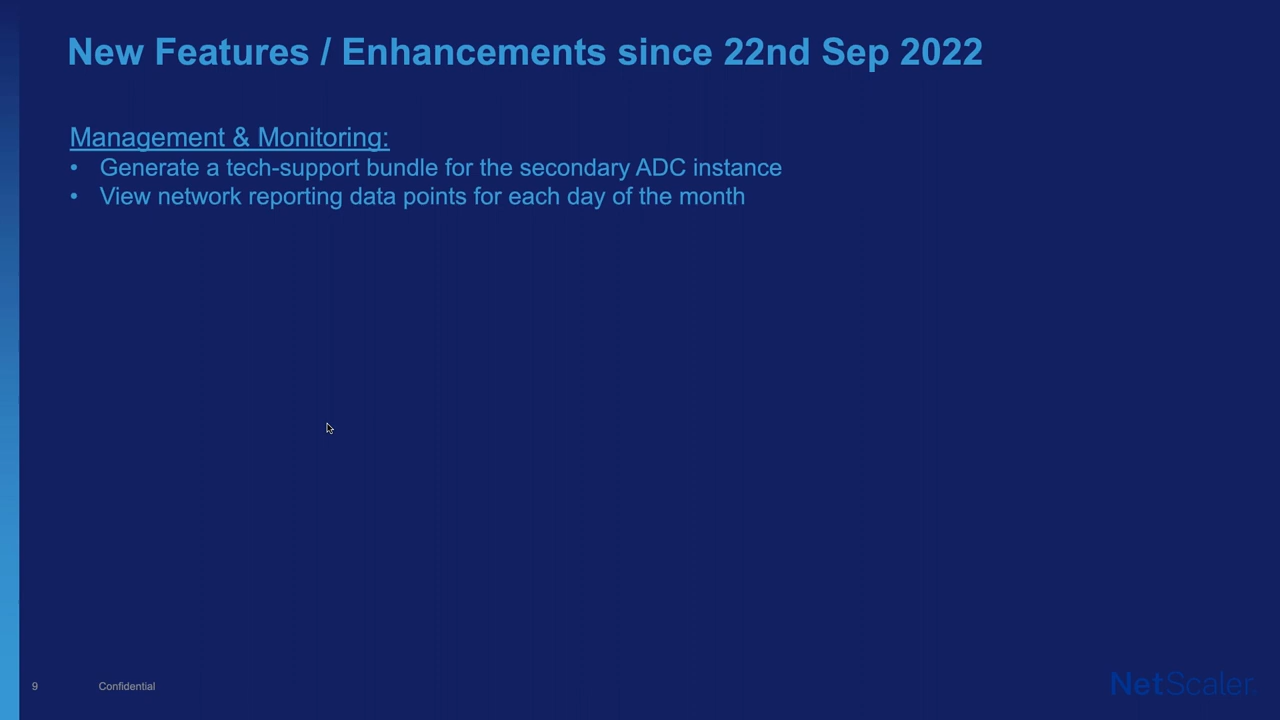 New Features / Enhancements since 22nd Sep 2022
Management & Monitoring:
• Generate a tech-support bundle for the secondary ADC instance
• View network reporting data points for each day of the month
9 Confidential
NetScaler